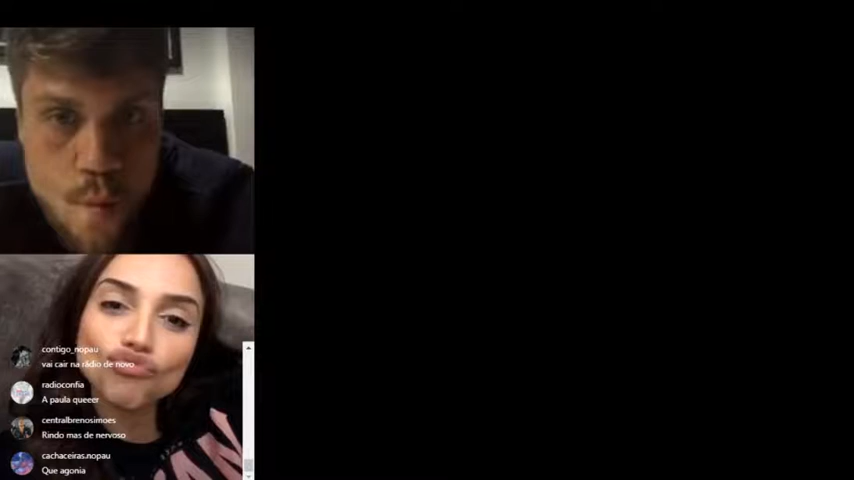 contigo_nopau
vai cair na rádio de novo
radioconfia
A paula queeer
centralbrenosimoes
Rindo mas de nervoso
cachaceiras.nopau
Que agonia